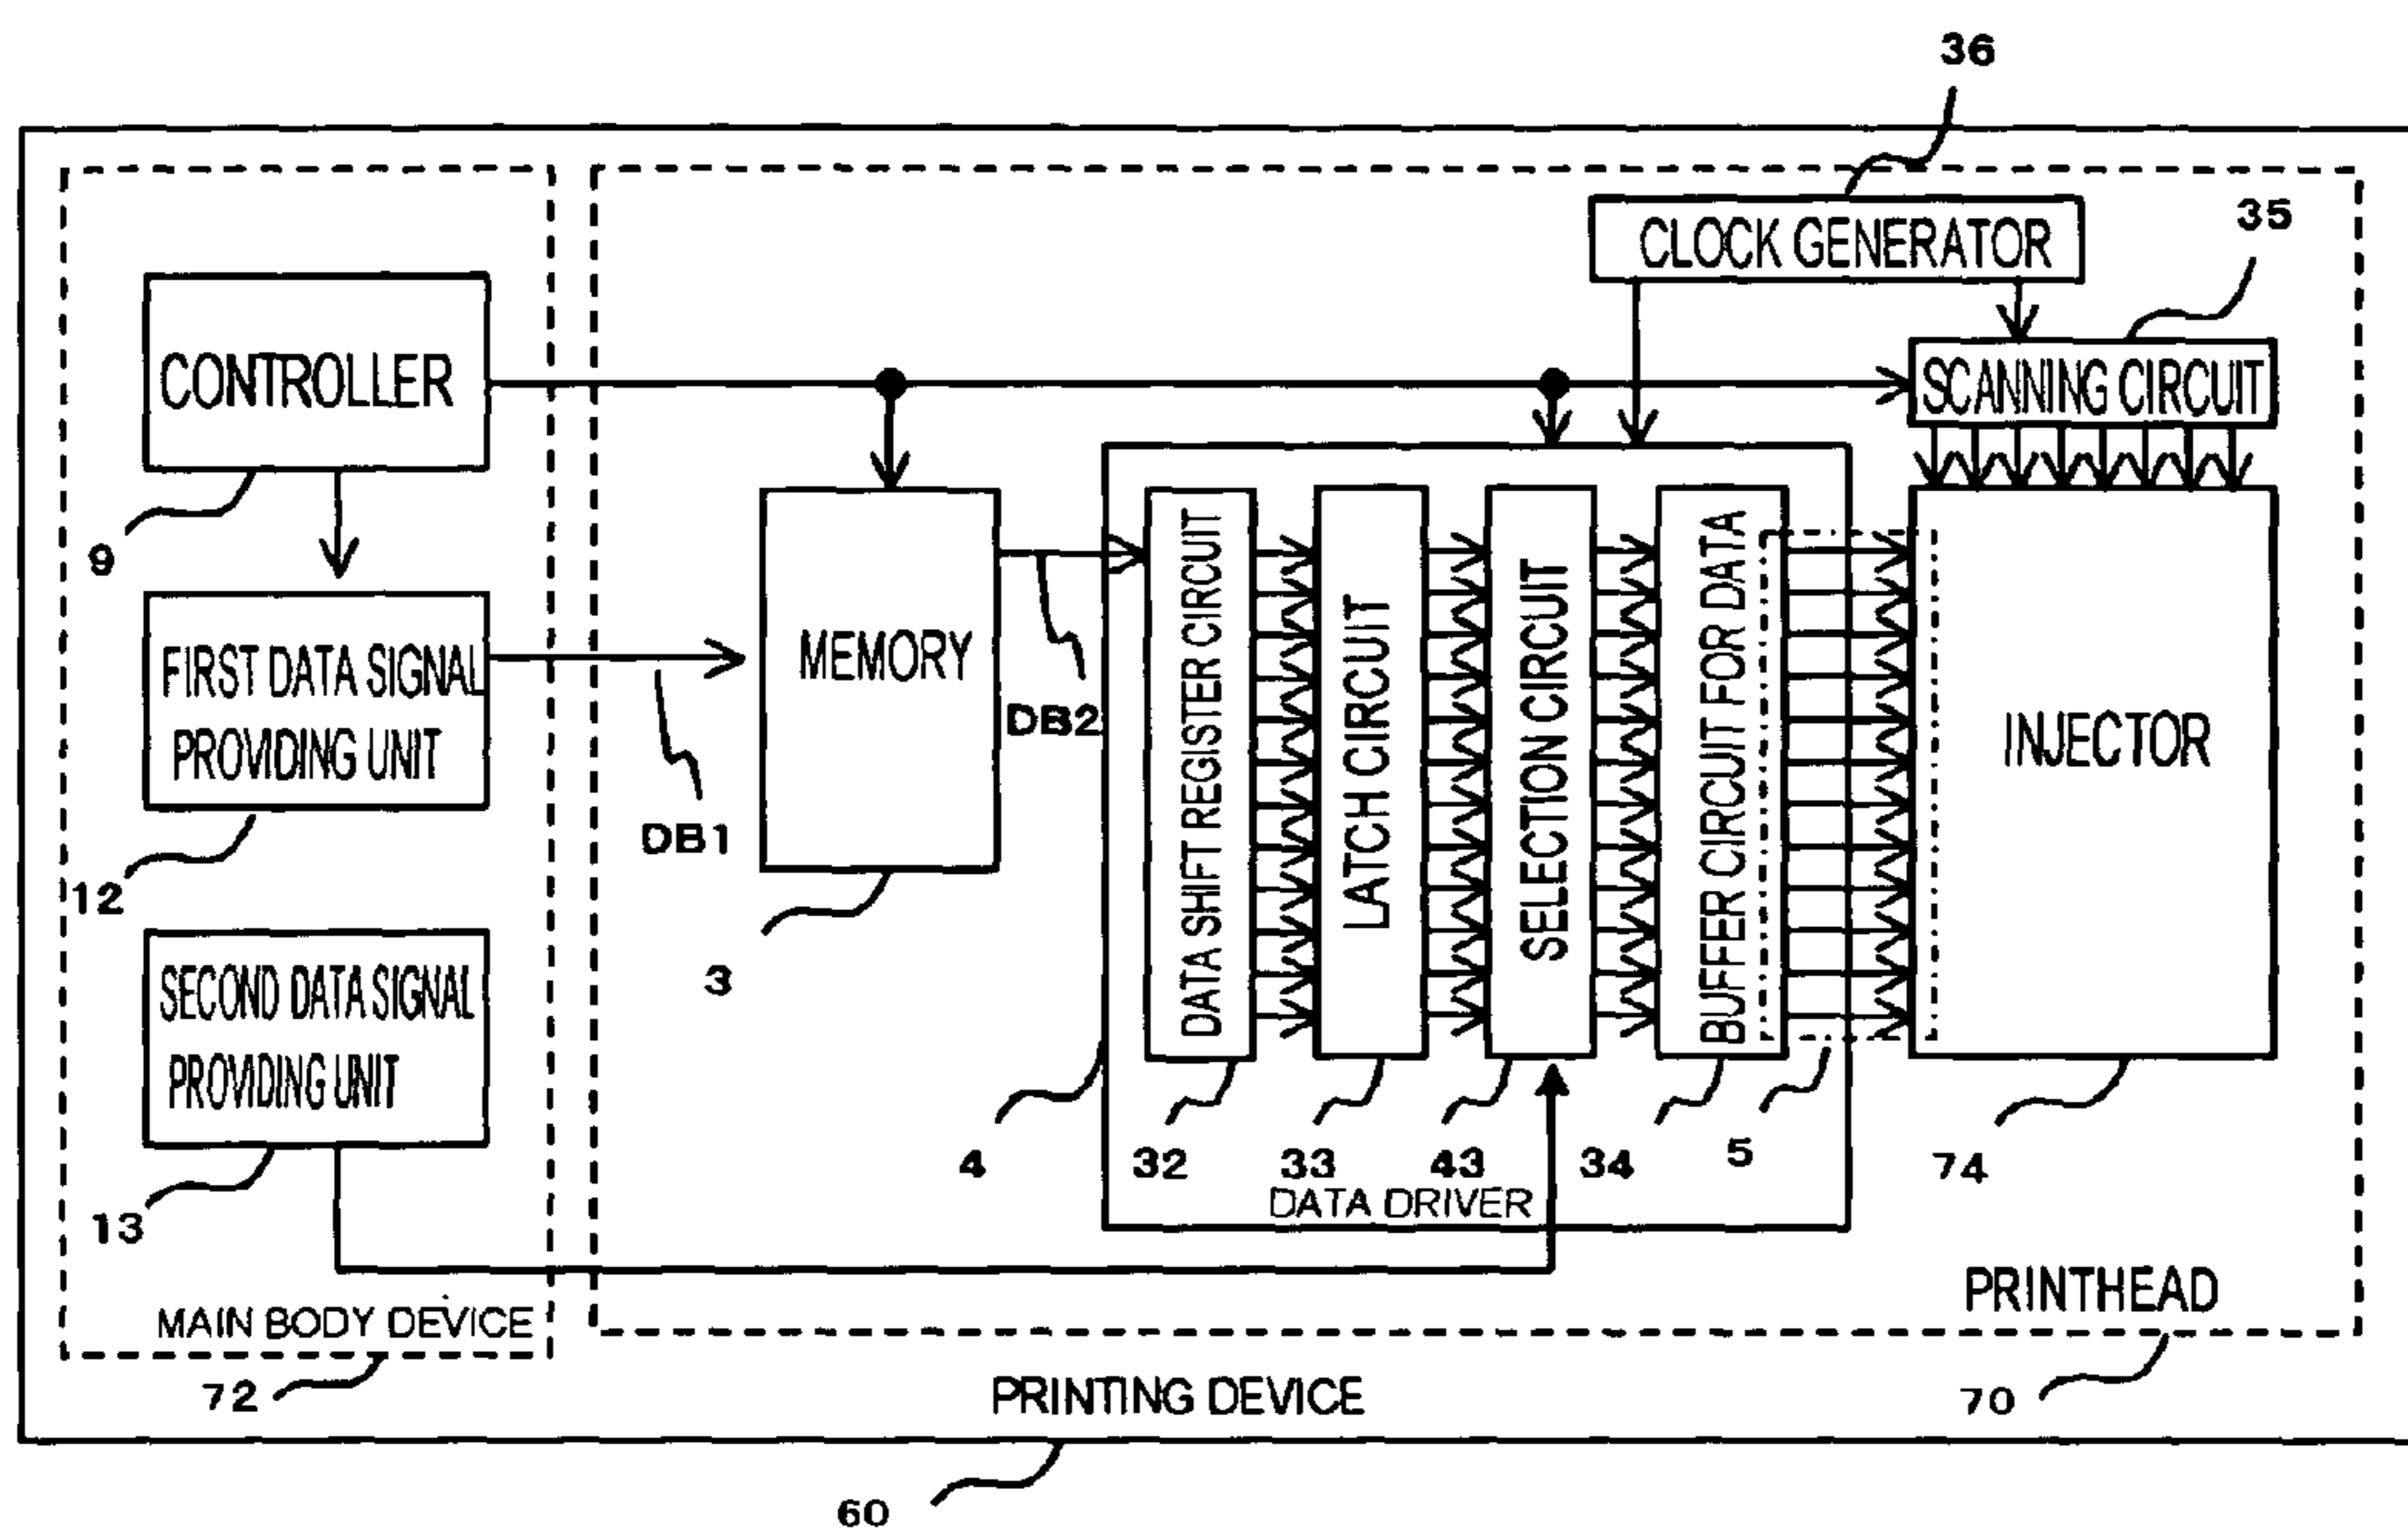 36
35
CLOCK GENERATOR
CONTROLLER
SCANNING CIRCUIT
9
FIRST DATA SIGNAL
PROVIDING UNIT
MEMORY
DB1
DB2
DATA SHIFT REGISTER CIRCUIT
LATCH CIRCUIT
SELECTION CIRCUIT
BUFFER CIRCUIT FOR DATA
INJECTOR
12
3
SECOND DATA SIGNAL
PROVIDING UNIT
13
4
32
33
43
34
5
74
DATA DRIVER
MAIN BODY DEVICE
PRINTHEAD
72
PRINTING DEVICE
70
60